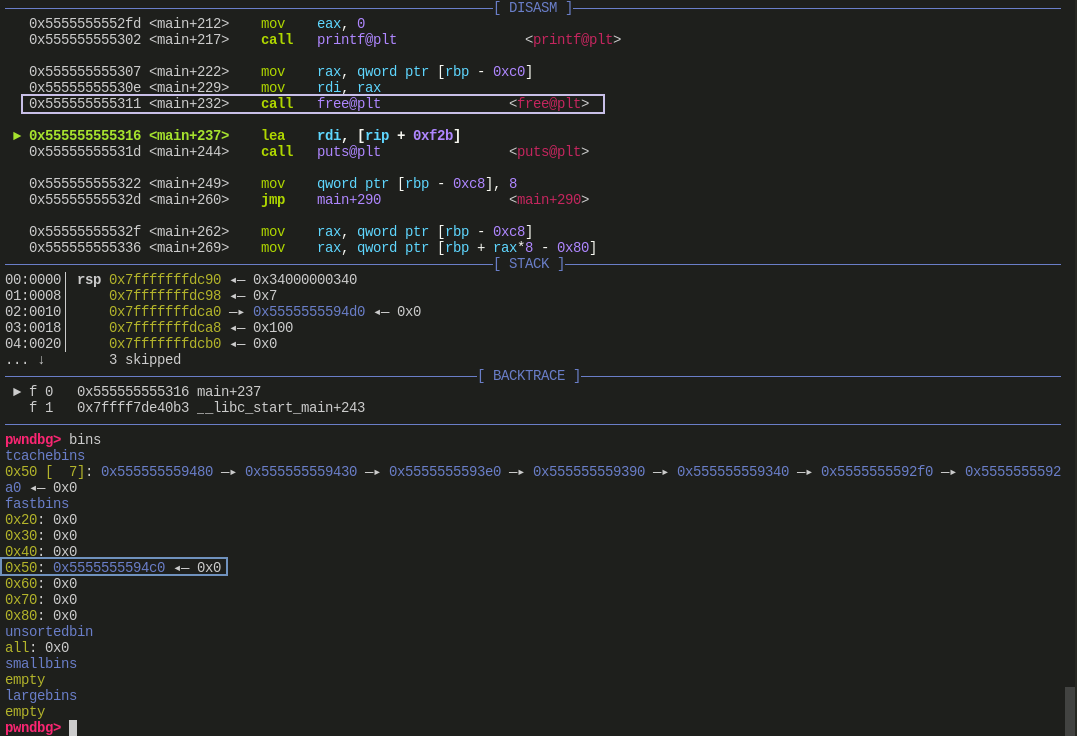 [ DISASM ]
0x5555555552fd <main+212>    mov    eax, 0
0x555555555302 <main+217>    call   printf@plt                <printf@plt>
0x555555555307 <main+222>    mov    rax, qword ptr [rbp - 0xc0]
0x55555555530e <main+229>    mov    rdi, rax
0x555555555311 <main+232>    call   free@plt                <free@plt>
► 0x555555555316 <main+237>    lea    rdi, [rip + 0xf2b]
0x55555555531d <main+244>    call   puts@plt                <puts@plt>
0x555555555322 <main+249>    mov    qword ptr [rbp - 0xc8], 8
0x55555555532d <main+260>    jmp    main+290                <main+290>
0x55555555532f <main+262>    mov    rax, qword ptr [rbp - 0xc8]
0x555555555336 <main+269>    mov    rax, qword ptr [rbp + rax*8 - 0x80]
[ STACK ]
00:0000│ rsp 0x7fffffffdc90 ◂— 0x34000000340
01:0008│     0x7fffffffdc98 ◂— 0x7
02:0010│     0x7fffffffdca0 —▸ 0x5555555594d0 ◂— 0x0
03:0018│     0x7fffffffdca8 ◂— 0x100
04:0020│     0x7fffffffdcb0 ◂— 0x0
... ↓        3 skipped
[ BACKTRACE ]
► f 0   0x555555555316 main+237
f 1   0x7ffff7de40b3 __libc_start_main+243
pwndbg> bins
tcachebins
0x50 [  7]: 0x555555559480 —▸ 0x555555559430 —▸ 0x5555555593e0 —▸ 0x555555559390 —▸ 0x555555559340 —▸ 0x5555555592f0 —▸ 0x5555555592
a0 ◂— 0x0
fastbins
0x20: 0x0
0x30: 0x0
0x40: 0x0
0x50: 0x5555555594c0 ◂— 0x0
0x60: 0x0
0x70: 0x0
0x80: 0x0
unsortedbin
all: 0x0
smallbins
empty
largebins
empty
pwndbg>